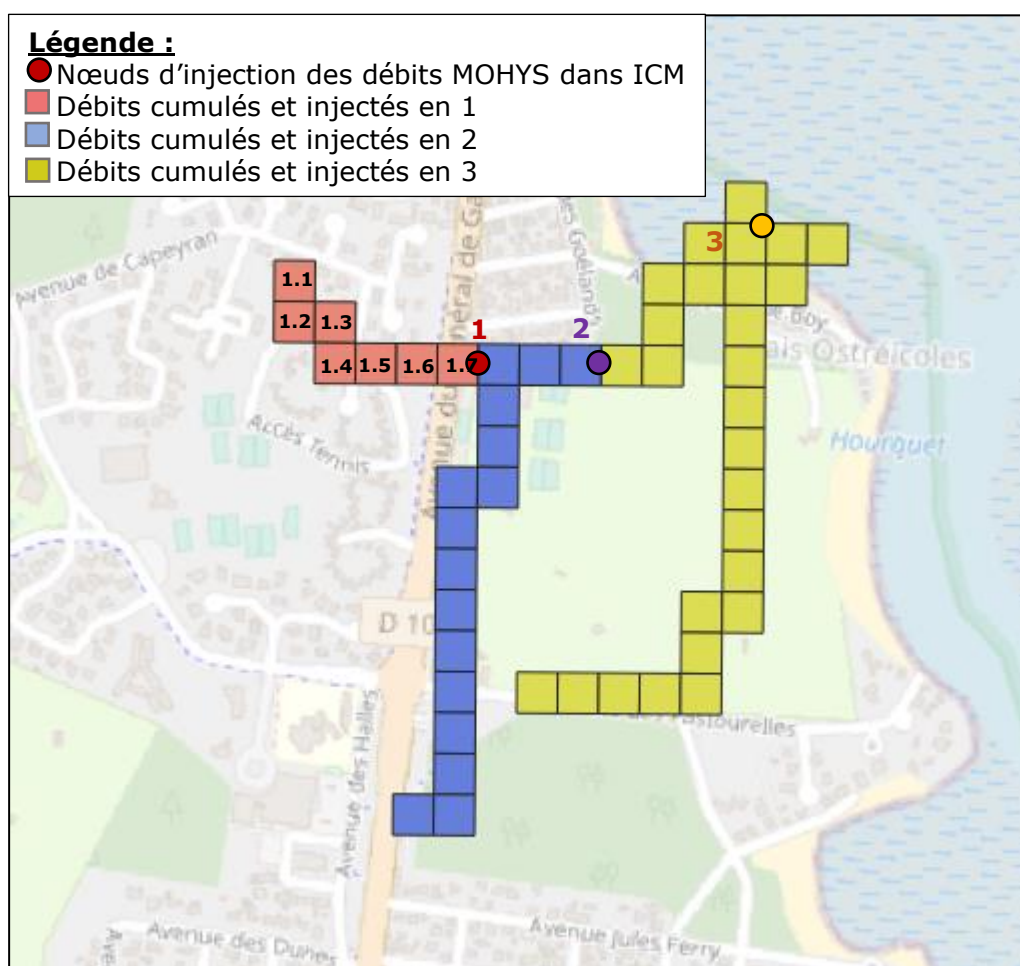 Légende :
Nœuds d'injection des débits MOHYS dans ICM
Débits cumulés et injectés en 1
Débits cumulés et injectés en 2
Débits cumulés et injectés en 3
Avenue de Capeyran
1.1
1.2
1.3
1.4
1.5
1.6
1.7
1
2
3
Accès Tennis
Hourquet
D 10
Avenue des Halles
Avenue des Dunes
Avenue Jules Ferry